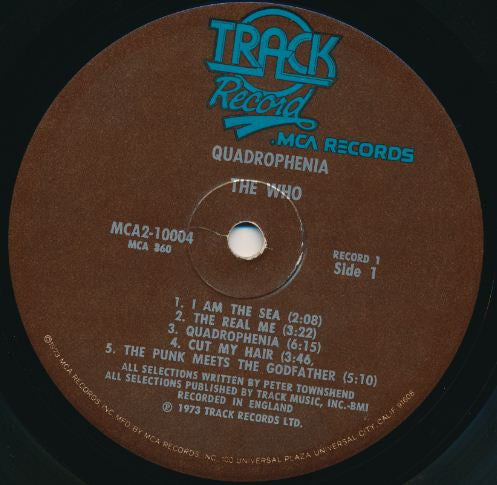 TRACK
Record
.MCA RECORDS
QUADROPHENIA
THE WHO
MCA2-10004
MCA 360
RECORD 1
Side 1
1. I AM THE SEA (2:08)
2. THE REAL ME (3:22)
3. QUADROPHENIA (6:15)
4. CUT MY HAIR (3:46,
5. THE PUNK MEETS THE GODFATHER (5:10)
ALL SELECTIONS WRITTEN BY PETER TOWNSHEND
ALL SELECTIONS PUBLISHED BY TRACK MUSIC, INC.-BMI
RECORDED IN ENGLAND
℗ 1973 TRACK RECORDS LTD.
©1973 MCA RECORDS, INC. MFG BY MCA RECORDS, INC. 100 UNIVERSAL PLAZA UNIVERSAL CITY, CALIF. 91608